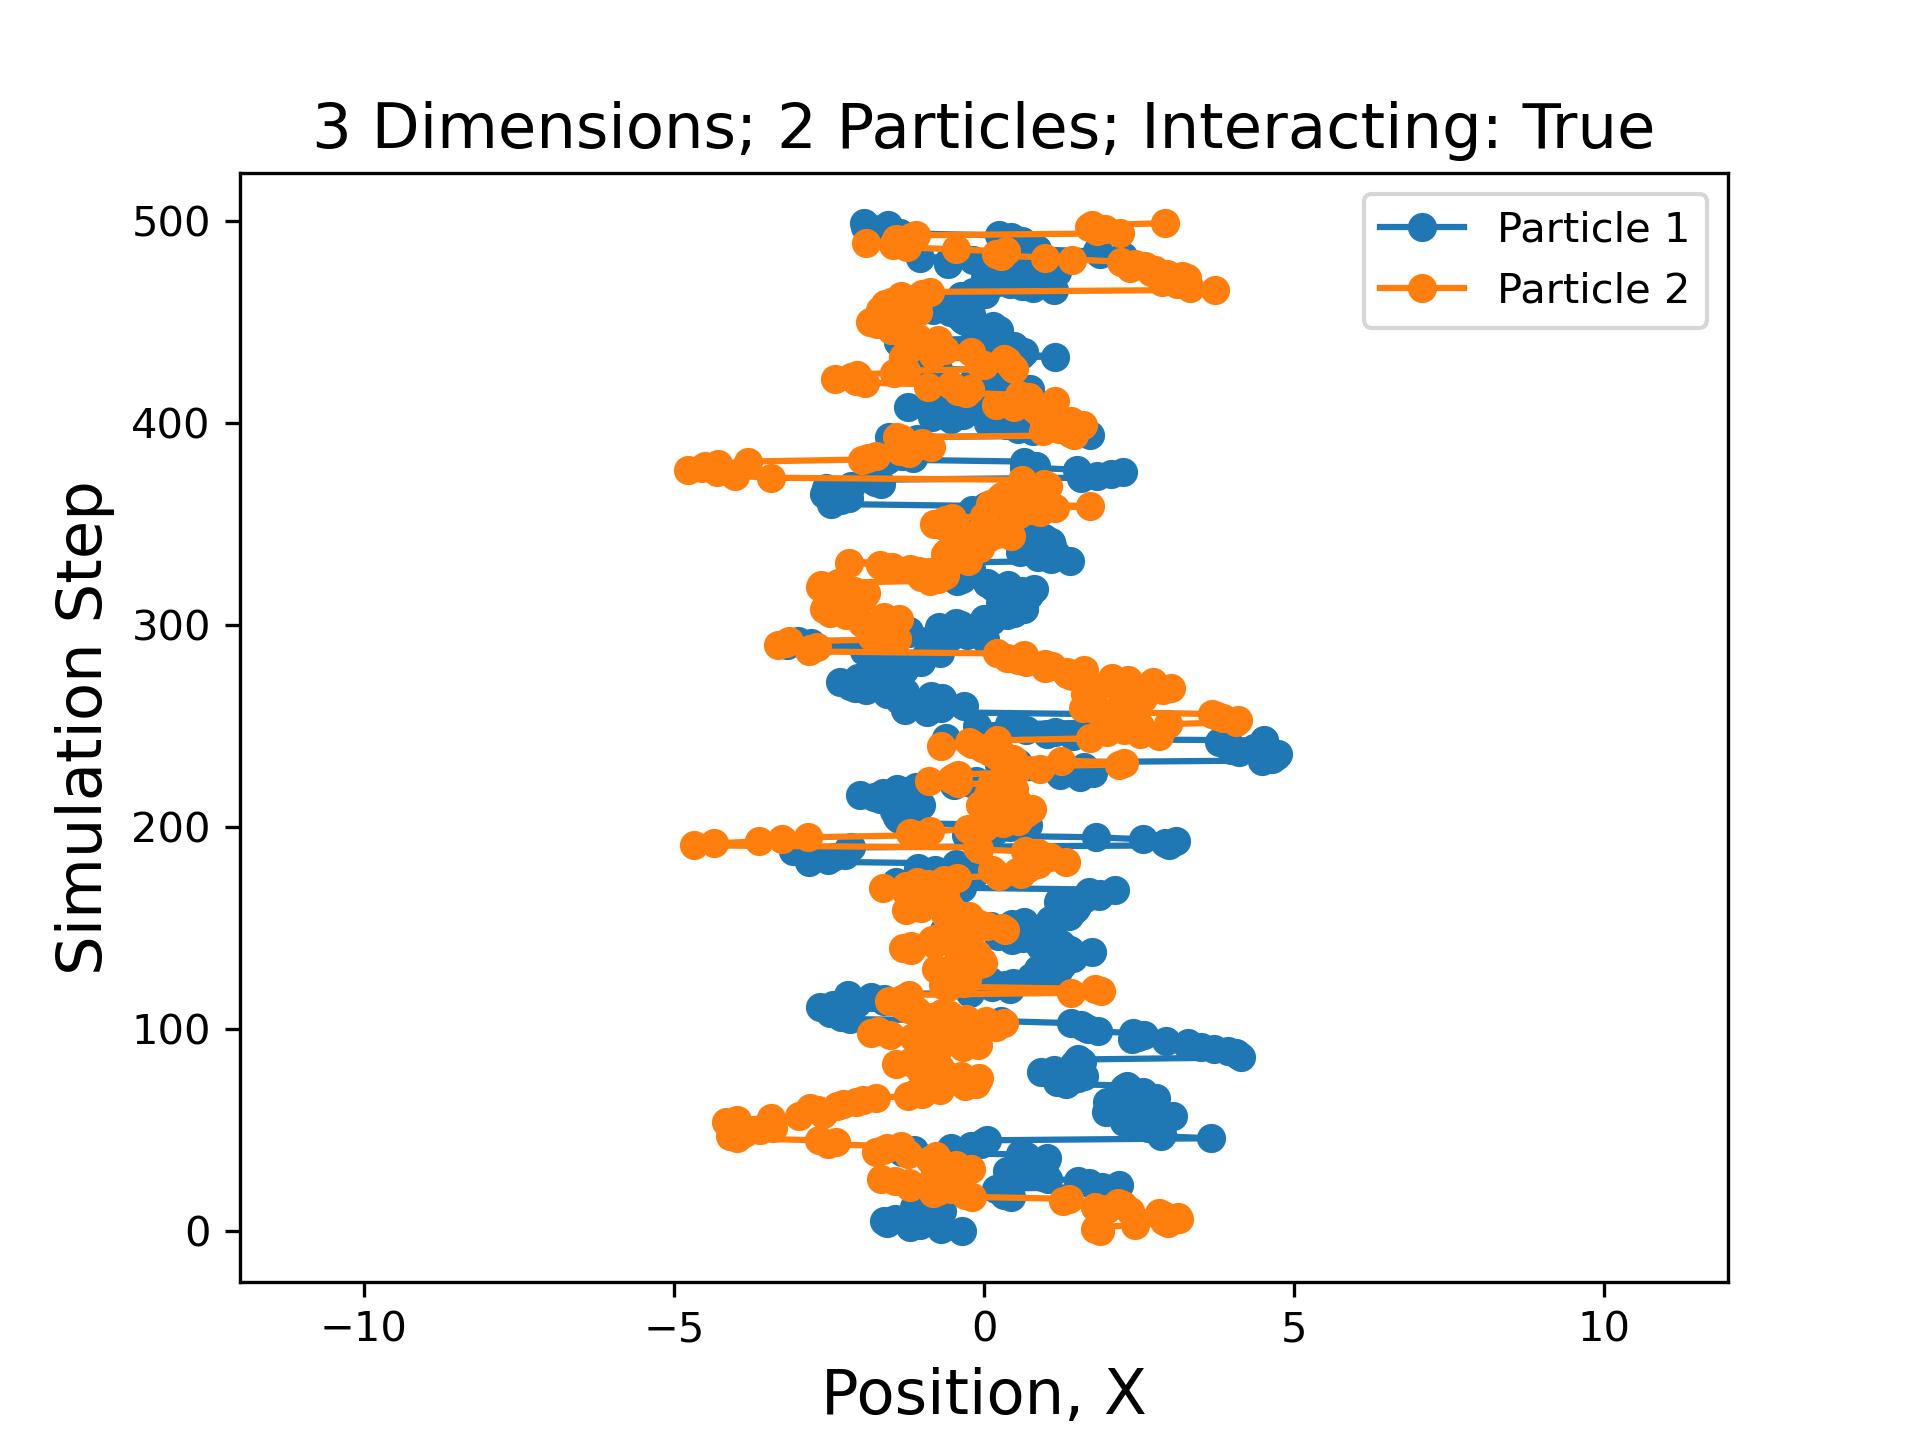 3 Dimensions; 2 Particles; Interacting: True
Particle 1
Particle 2
500
400
300
200
100
0
Simulation Step
−10
−5
0
5
10
Position, X